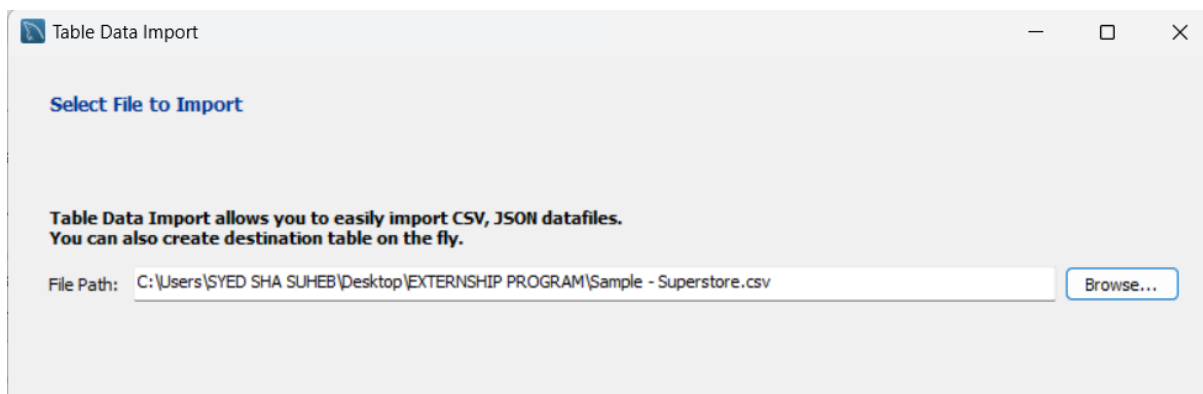 Table Data Import
Select File to Import
Table Data Import allows you to easily import CSV, JSON datafiles.
You can also create destination table on the fly.
File Path: C:\Users\SYED SHA SUHEB\Desktop\EXTERNSHIP PROGRAM\Sample - Superstore.csv Browse...